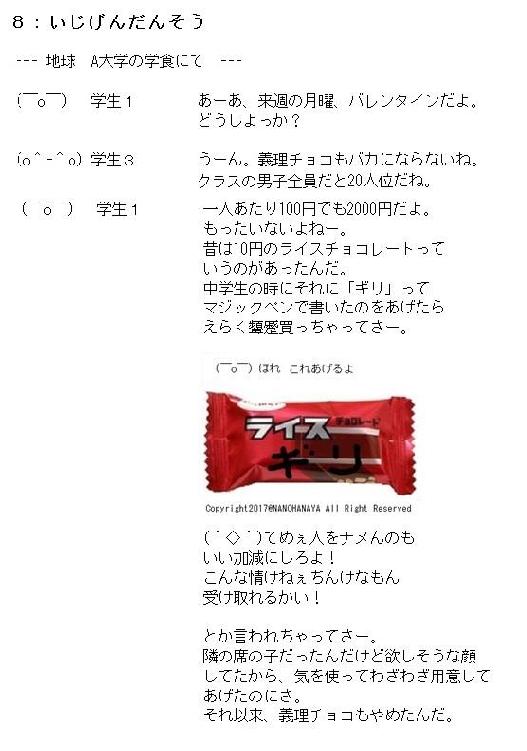 8：いじげんだんそう
--- 地球　A大学の学食にて　---
(￣o￣)　学生1　あーあ、来週の月曜、バレンタインだよ。
どうしよっか？
(o＾-＾o) 学生3　うーん。義理チョコもバカにならないね。
クラスの男子全員だと20人位だね。
(　o　)　学生1　一人あたり100円でも2000円だよ。
もったいないよねー。
昔は10円のライスチョコレートって
いうのがあったんだ。
中学生の時にそれに「ギリ」って
マジックペンで書いたのをあげたら
えらく顰蹙買っちゃってさー。
(￣o￣) ほれ　これあげるよ
ライス チョコレート
ギリ
Copyright2017@NANOHANAYA All Right Reserved
(｀◇´)てめぇ人をナメんのも
いい加減にしろよ！
こんな情けねぇちんけなもん
受け取れるかい！
とか言われちゃってさー。
隣の席の子だったんだけど欲しそうな顔
してたから、気を使ってわざわざ用意して
あげたのにさ。
それ以来、義理チョコもやめたんだ。